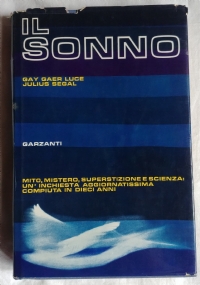 IL
SONNO
GAY GAER LUCE
JULIUS SEGAL
GARZANTI
MITO, MISTERO, SUPERSTIZIONE E SCIENZA:
UN'INCHIESTA AGGIORNATISSIMA
COMPIUTA IN DIECI ANNI